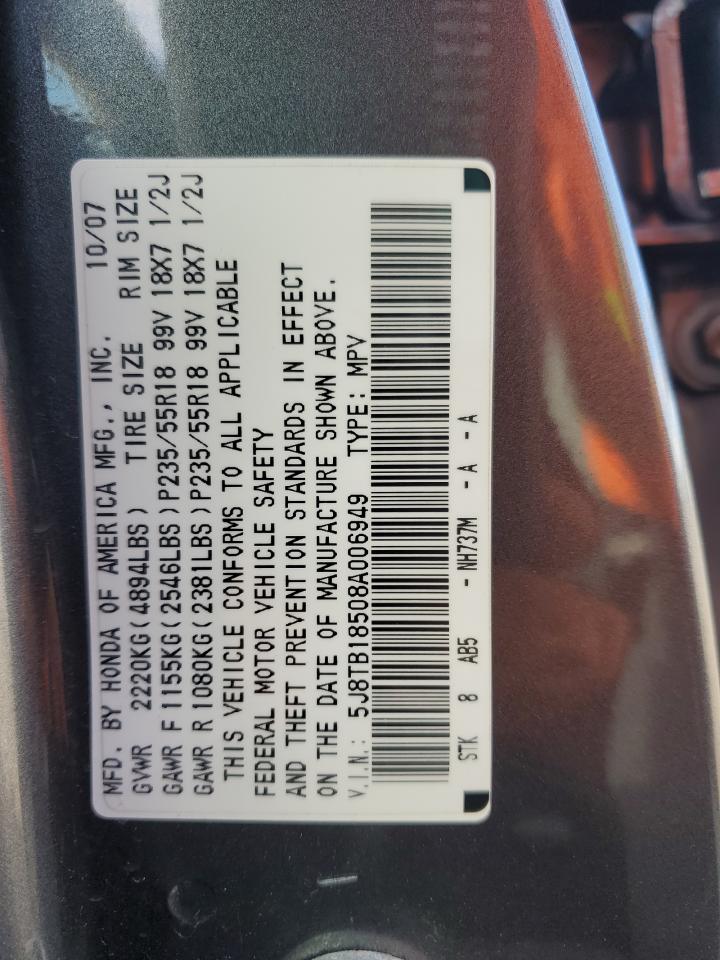 MFD. BY HONDA OF AMERICA MFG., INC. 10/07
GVWR 2220KG(4894LBS) TIRE SIZE RIM SIZE
GAWR F 1155KG(2546LBS)P235/55R18 99V 18X7 1/2J
GAWR R 1080KG(2381LBS)P235/55R18 99V 18X7 1/2J
THIS VEHICLE CONFORMS TO ALL APPLICABLE
FEDERAL MOTOR VEHICLE SAFETY
AND THEFT PREVENTION STANDARDS IN EFFECT
ON THE DATE OF MANUFACTURE SHOWN ABOVE.
V.I.N.: 5J8TB18508A006949 TYPE: MPV
STK 8 AB5 - NH737M - A - A